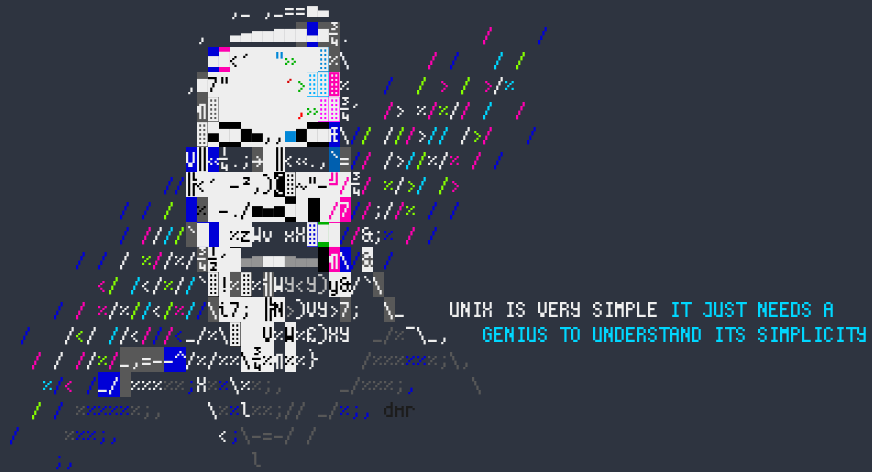 UNIX IS VERY SIMPLE IT JUST NEEDS A
GENIUS TO UNDERSTAND ITS SIMPLICITY
dmr